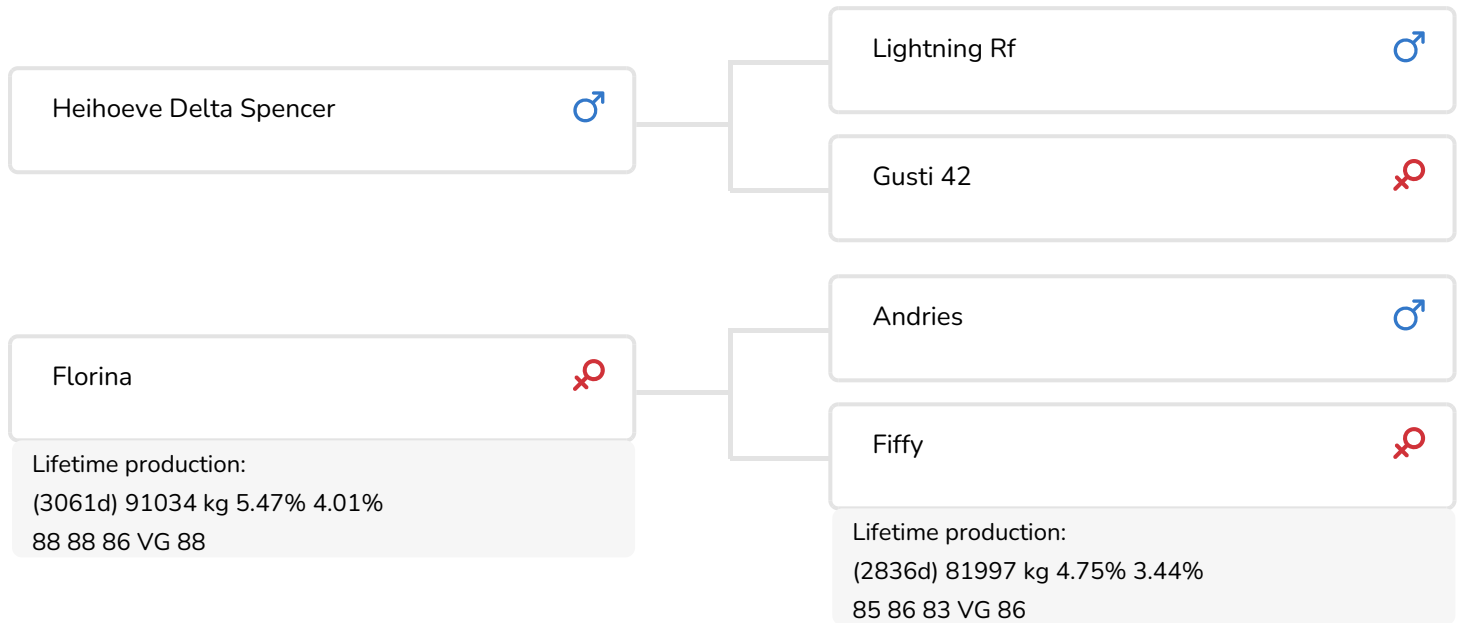 Heihoeve Delta Spencer
Lightning Rf
Gusti 42
Florina
Lifetime production:
(3061d) 91034 kg 5.47% 4.01%
88 88 86 VG 88
Andries
Fiffy
Lifetime production:
(2836d) 81997 kg 4.75% 3.44%
85 86 83 VG 86